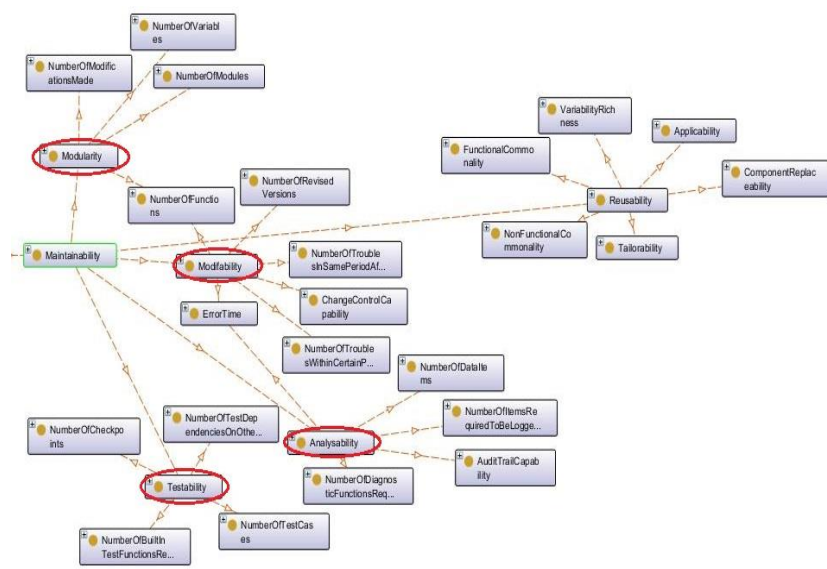 NumberOfVariabl
es
NumberOfModific
ationsMade
NumberOfModules
Modularity
VariabilityRich
ness
Applicability
FunctionalCommo
nality
ComponentReplac
eability
NumberOfRevised
Versions
NumberOfFunctio
ns
Reusability
NonFunctionalCo
mmonality
Tailorability
Maintainability
Modifability
NumberOfTrouble
sInSamePeriodAf...
ChangeControlCa
pability
ErrorTime
NumberOfTrouble
sWithinCertainP...
NumberOfDataIte
ms
NumberOfTestDep
endenciesOnOthe...
NumberOfItemsRe
quiredToBeLogge...
NumberOfCheckpo
ints
Analysability
AuditTrailCapab
ility
NumberOfDiagnos
ticFunctionsReq...
Testability
NumberOfTestCas
es
NumberOfBuiltIn
TestFunctionsRe...